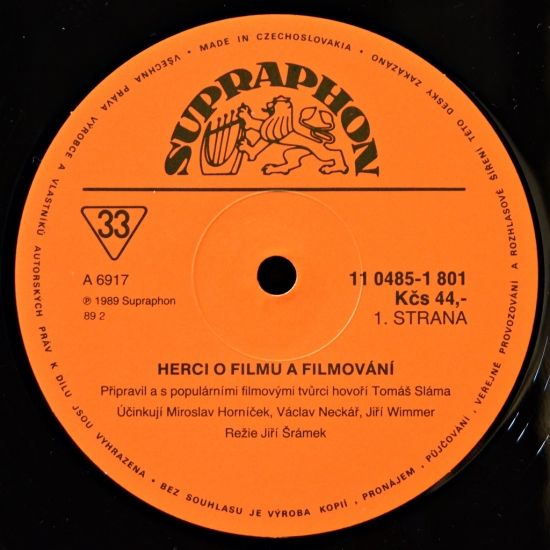 • MADE IN CZECHOSLOVAKIA •
VŠECHNA PRÁVA VÝROBCE A VLASTNÍKŮ AUTORSKÝCH PRÁV K DÍLU JSOU VYHRAZENA • BEZ SOUHLASU JE VÝROBA KOPIÍ, PRONÁJEM, PŮJČOVÁNÍ, VEŘEJNÉ PROVOZOVÁNÍ A ROZHLASOVÉ ŠÍŘENÍ TÉTO DESKY ZAKÁZÁNO
SUPRAPHON
33
A 6917
℗ 1989 Supraphon
89 2
11 0485-1 801
Kčs 44,-
1. STRANA
HERCI O FILMU A FILMOVÁNÍ
Připravil a s populárními filmovými tvůrci hovoří Tomáš Sláma
Účinkují Miroslav Horníček, Václav Neckář, Jiří Wimmer
Režie Jiří Šrámek